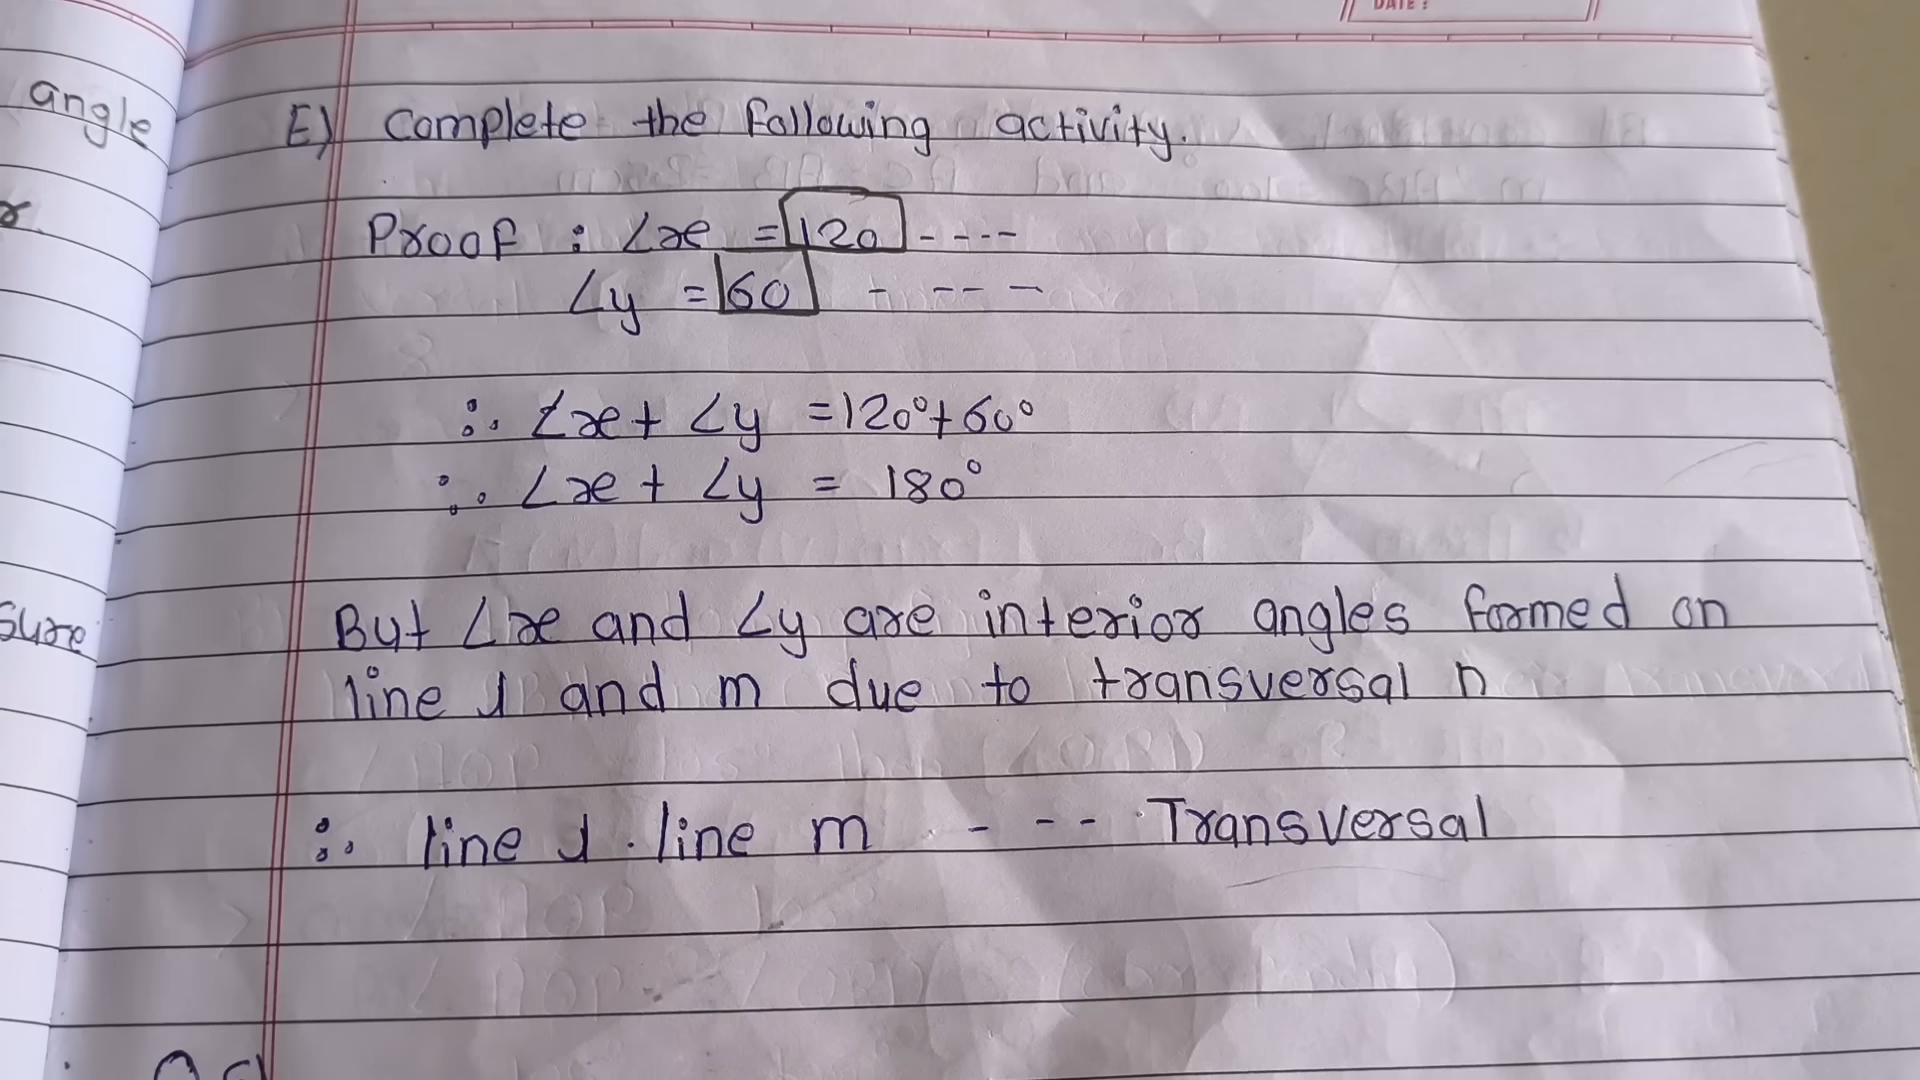 DATE:
angle
E) Complete the following activity.
r
Proof : ∠x = 120 ----
∠y = 60 - -- -
∴ ∠x + ∠y = 120° + 60°
∴ ∠x + ∠y = 180°
sure
But ∠x and ∠y are interior angles formed on
line l and m due to transversal n
∴ line l . line m - -- Transversal